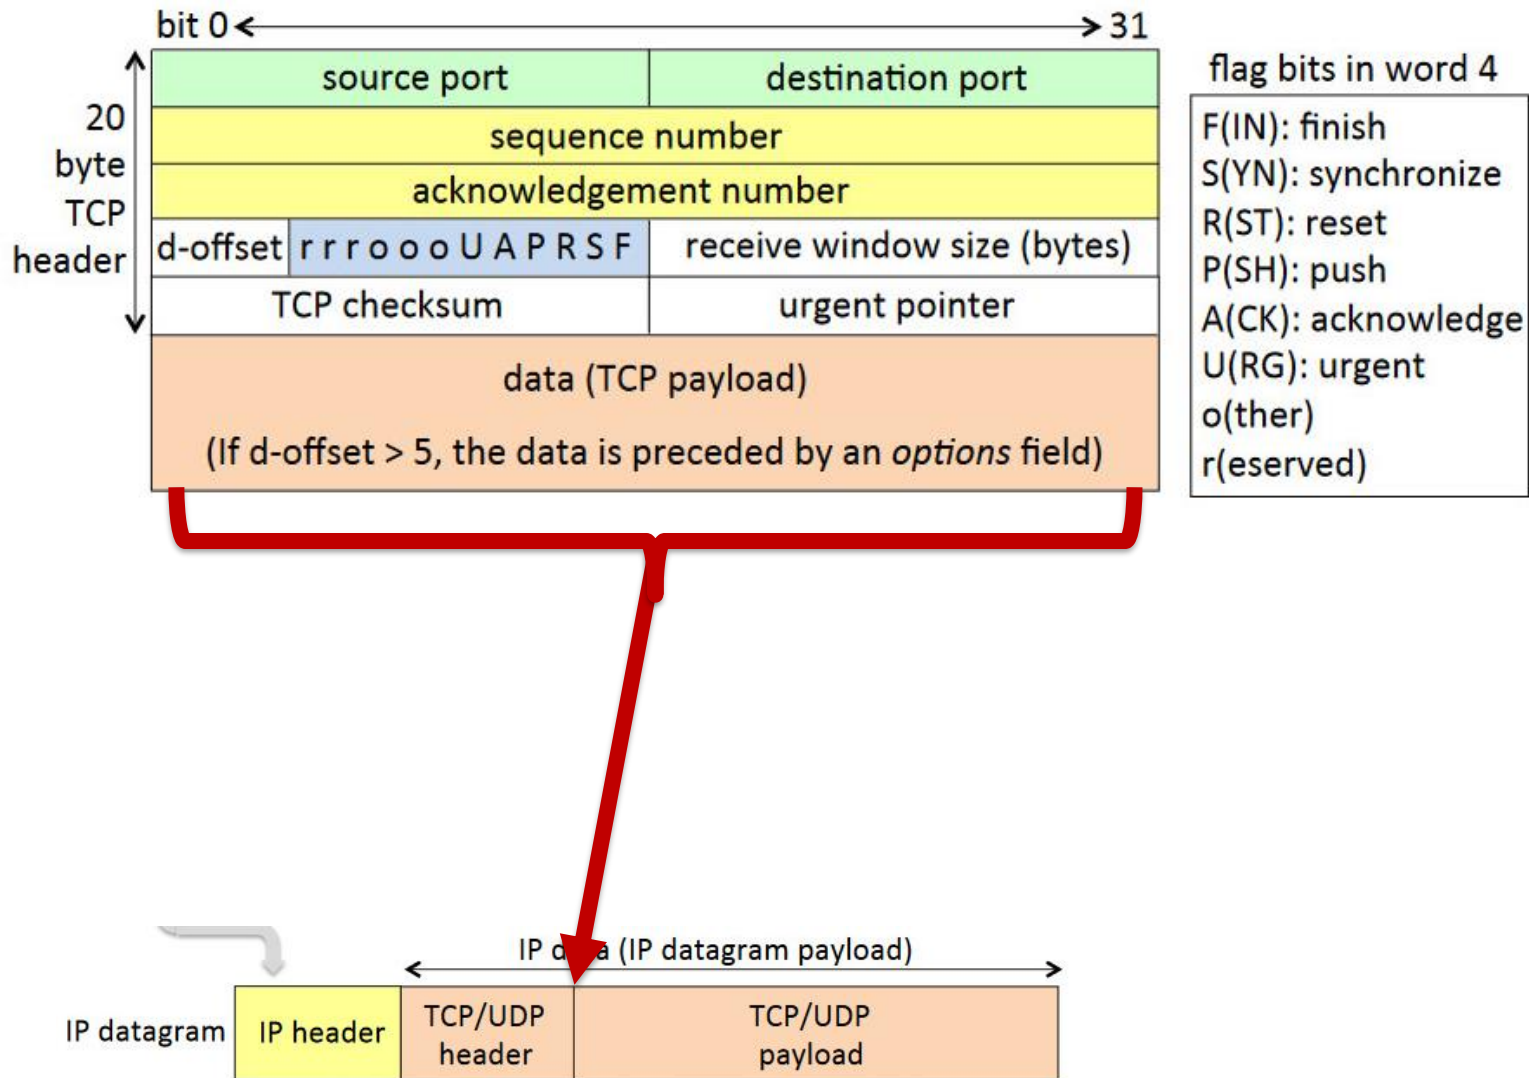 bit 0
31
20
byte
TCP
header
source port
destination port
sequence number
acknowledgement number
d-offset
r r r o o o U A P R S F
receive window size (bytes)
TCP checksum
urgent pointer
data (TCP payload)
(If d-offset > 5, the data is preceded by an options field)
flag bits in word 4
F(IN): finish
S(YN): synchronize
R(ST): reset
P(SH): push
A(CK): acknowledge
U(RG): urgent
o(ther)
r(eserved)
IP (IP datagram payload)
IP datagram
IP header
TCP/UDP
header
TCP/UDP
payload